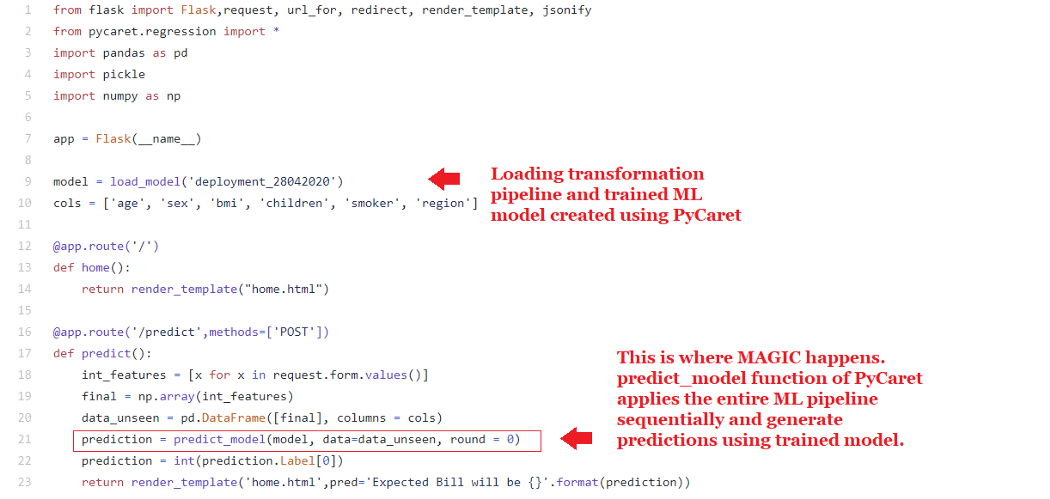 1 from flask import Flask,request, url_for, redirect, render_template, jsonify
2 from pycaret.regression import *
3 import pandas as pd
4 import pickle
5 import numpy as np
6
7 app = Flask(__name__)
8
9 model = load_model('deployment_28042020')
10 cols = ['age', 'sex', 'bmi', 'children', 'smoker', 'region']
Loading transformation
pipeline and trained ML
model created using PyCaret
11
12 @app.route('/')
13 def home():
14     return render_template("home.html")
15
16 @app.route('/predict',methods=['POST'])
17 def predict():
18     int_features = [x for x in request.form.values()]
19     final = np.array(int_features)
20     data_unseen = pd.DataFrame([final], columns = cols)
21     prediction = predict_model(model, data=data_unseen, round = 0)
22     prediction = int(prediction.Label[0])
23     return render_template('home.html',pred='Expected Bill will be {}'.format(prediction))
This is where MAGIC happens.
predict_model function of PyCaret
applies the entire ML pipeline
sequentially and generate
predictions using trained model.